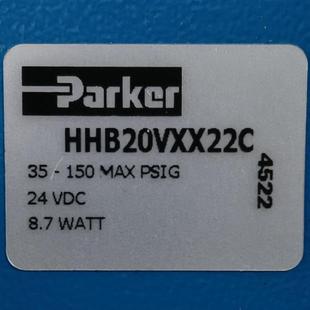 Parker
HHB20VXX22C
35 - 150 MAX PSIG
24 VDC
8.7 WATT
4522